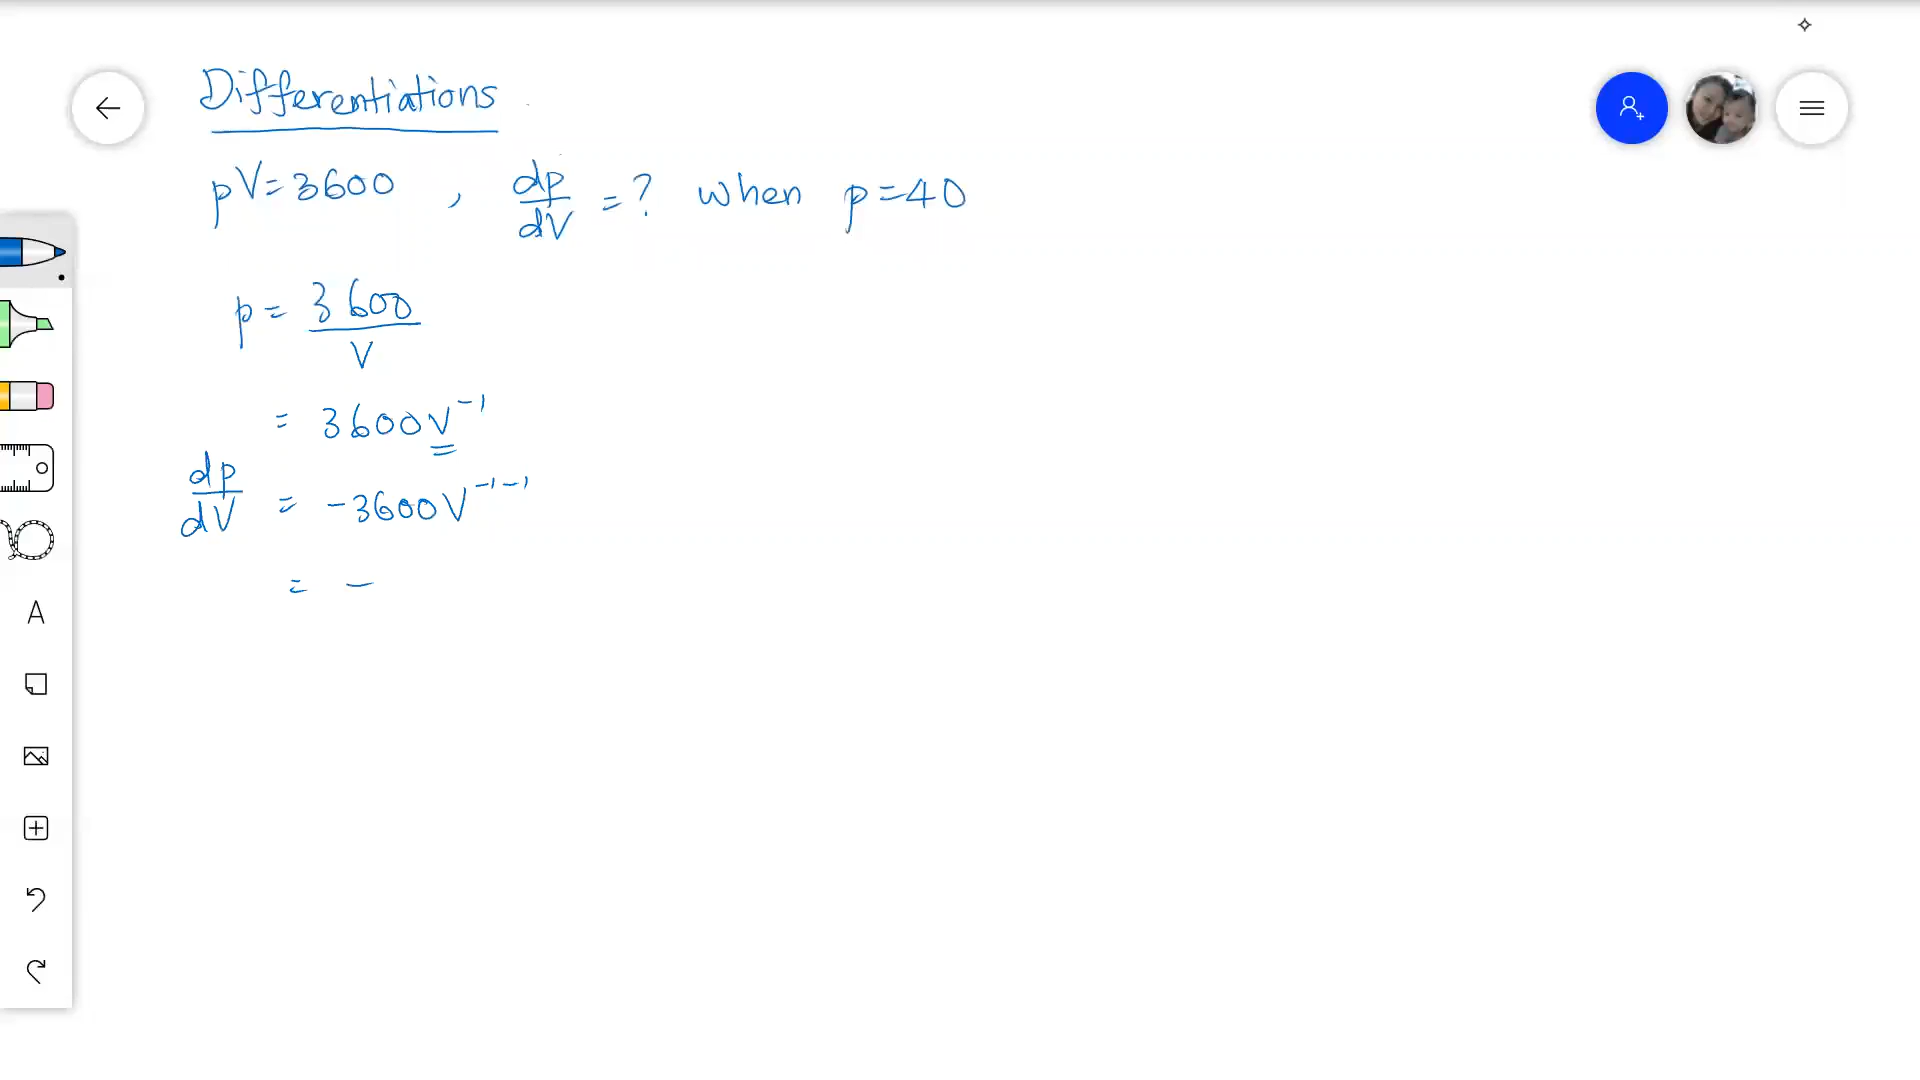 Differentiations
pV=3600 , dp/dV =? when p=40
p = 3600/V
= 3600V⁻¹
dp/dV = -3600V⁻¹⁻¹
= -
A